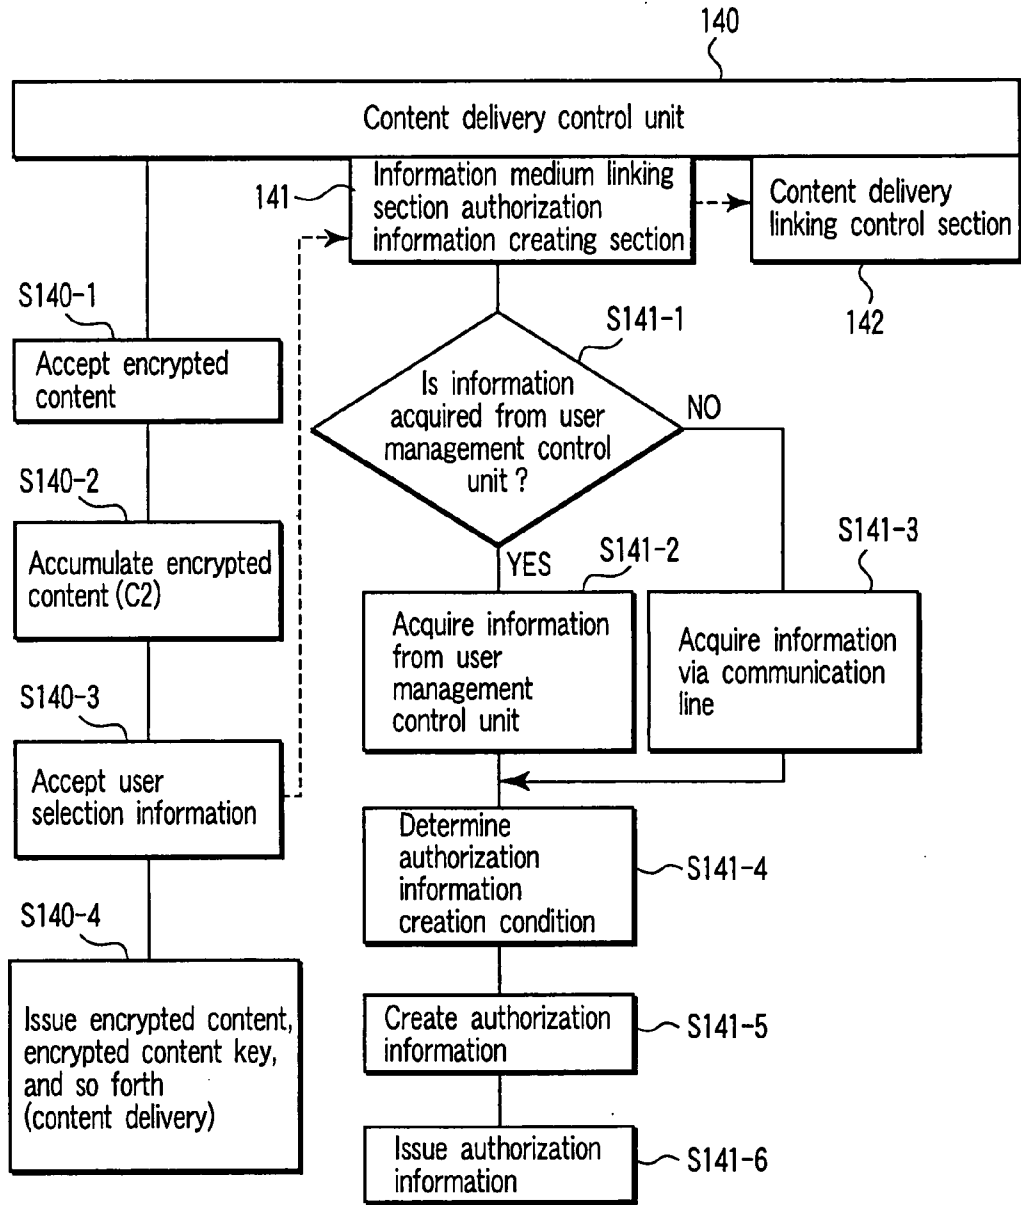 140
Content delivery control unit
141
Information medium linking
section authorization
information creating section
Content delivery
linking control section
142
S140-1
Accept encrypted
content
S140-2
Accumulate encrypted
content (C2)
S140-3
Accept user
selection information
S140-4
Issue encrypted content,
encrypted content key,
and so forth
(content delivery)
S141-1
Is information
acquired from user
management control
unit ?
NO
YES
S141-2
Acquire information
from user
management
control unit
S141-3
Acquire information
via communication
line
Determine
authorization
information
creation condition
S141-4
Create authorization
information
S141-5
Issue authorization
information
S141-6